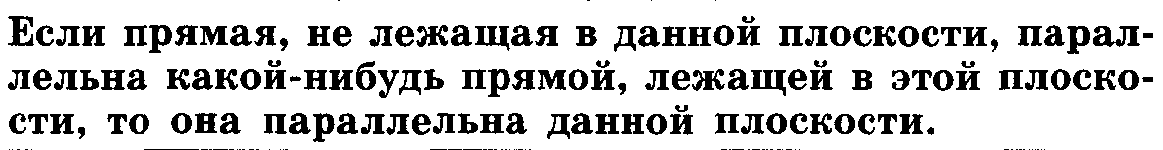 Если прямая, не лежащая в данной плоскости, парал-
лельна какой-нибудь прямой, лежащей в этой плоско-
сти, то она параллельна данной плоскости.